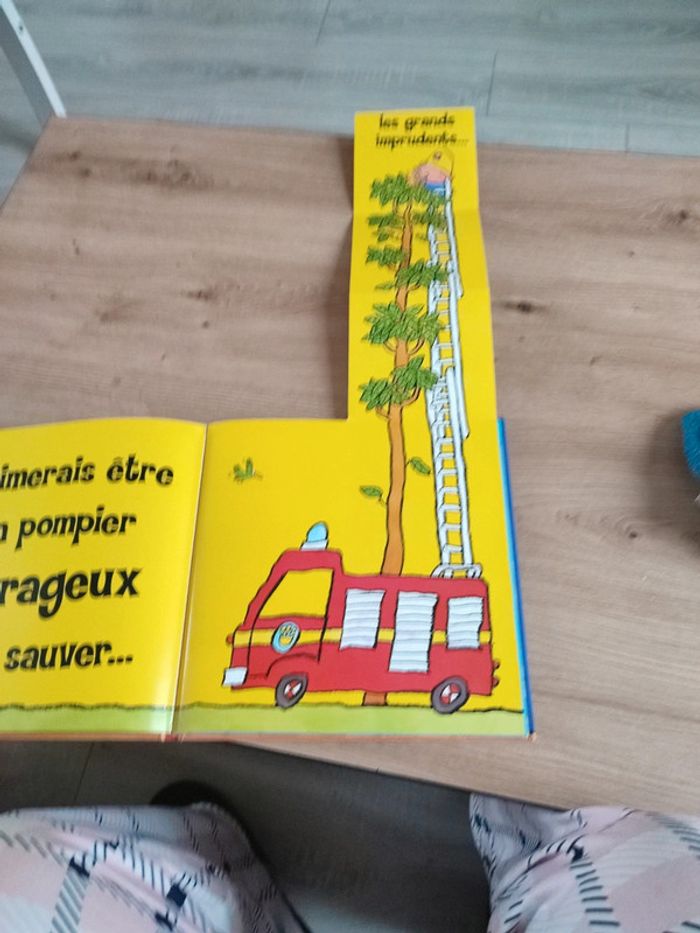 imerais être
pompier
rageux
sauver...
les grands
imprudents...